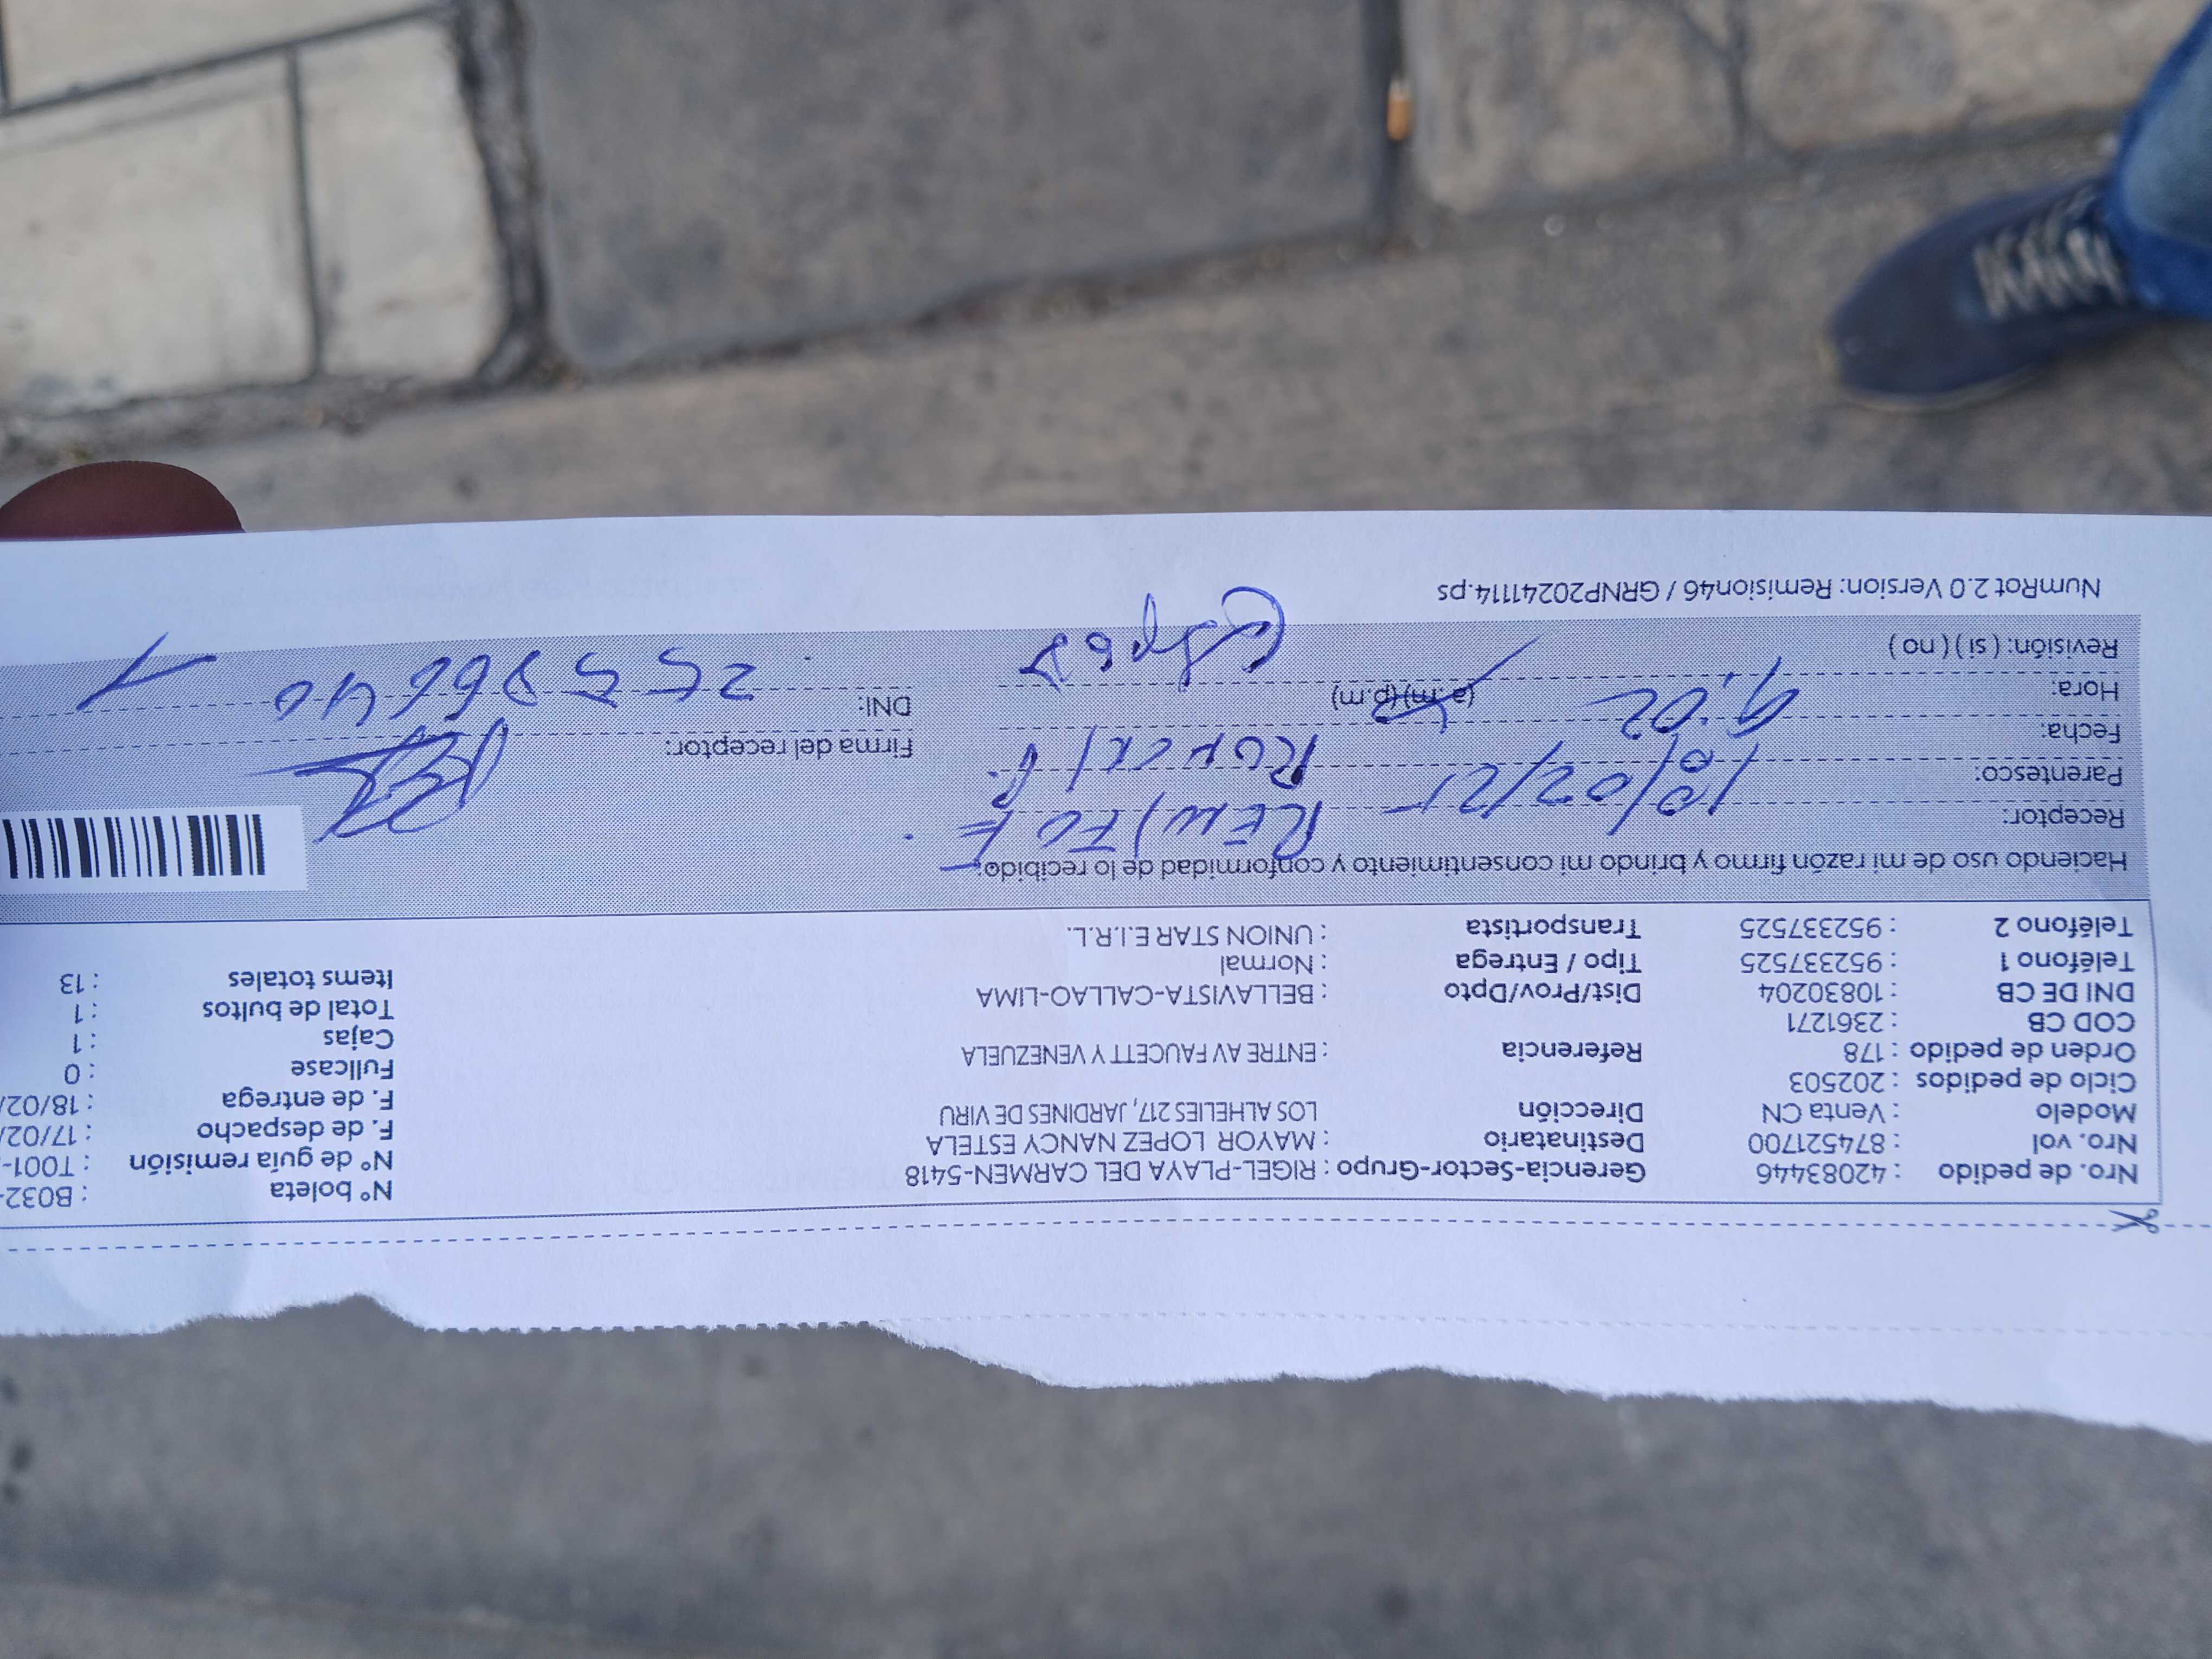 Nro. de pedido : 42083446 Gerencia-Sector-Grupo : RIGEL-PLAYA DEL CARMEN-5418 Nº boleta : B032-
Nro. vol : 874521700 Destinatario : MAYOR LOPEZ NANCY ESTELA Nº de guía remisión : T001-
Modelo : Venta CN Dirección LOS ALHELIES 217, JARDINES DE VIRU F. de despacho : 17/02/
Ciclo de pedidos : 202503 F. de entrega : 18/02/
Orden de pedido : 178 Referencia : ENTRE AV FAUCETT Y VENEZUELA Fullcase : 0
COD CB : 2361271 Cajas : 1
DNI DE CB : 10830204 Dist/Prov/Dpto : BELLAVISTA-CALLAO-LIMA Total de bultos : 1
Teléfono 1 : 952337525 Tipo / Entrega : Normal Items totales : 13
Teléfono 2 : 952337525 Transportista : UNION STAR E.I.R.L.
Haciendo uso de mi razón firmo y brindo mi consentimiento y conformidad de lo recibido:
Receptor:
Parentesco: 18/02/25
Fecha: Firma del receptor:
Hora: 9:02 (a.m)(p.m) DNI: 25586640 1
Revisión: ( si ) ( no ) Esposo
NumRot 2.0 Version: Remision46 / GRNP20241114.ps